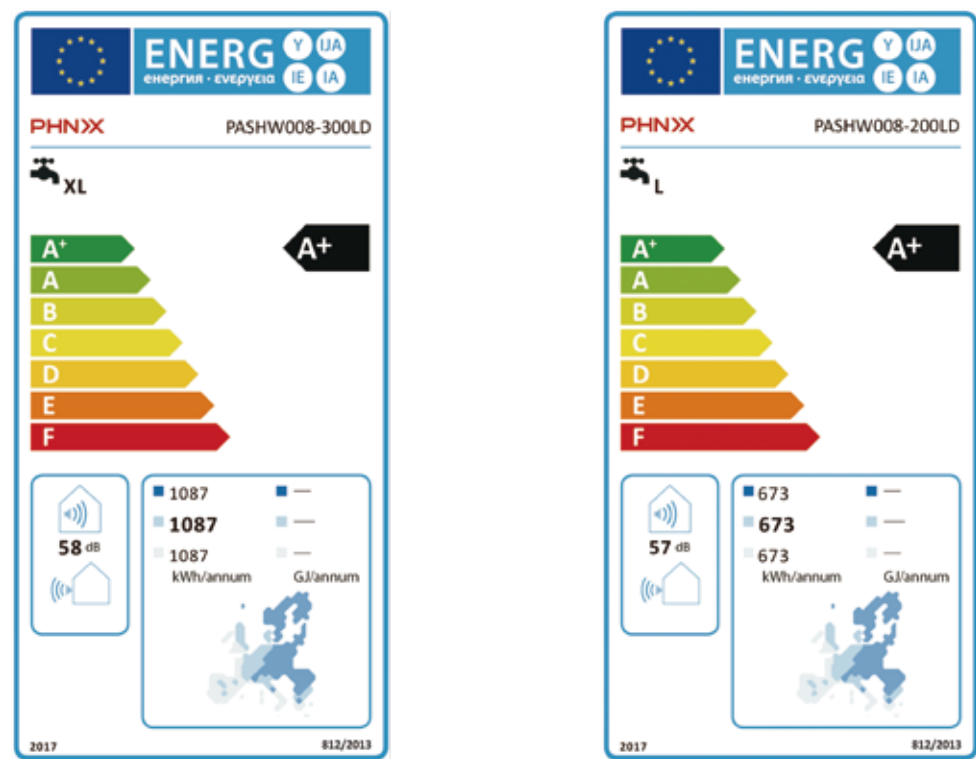 ENERG Y IJA
енергия · ενεργεια IE IA
PHNIX PASHW008-300LD
XL
A+ A+
A
B
C
D
E
F
1087 —
58 dB 1087 —
1087 —
kWh/annum GJ/annum
2017 812/2013
ENERG Y IJA
енергия · ενεργεια IE IA
PHNIX PASHW008-200LD
L
A+ A+
A
B
C
D
E
F
673 —
57 dB 673 —
673 —
kWh/annum GJ/annum
2017 812/2013